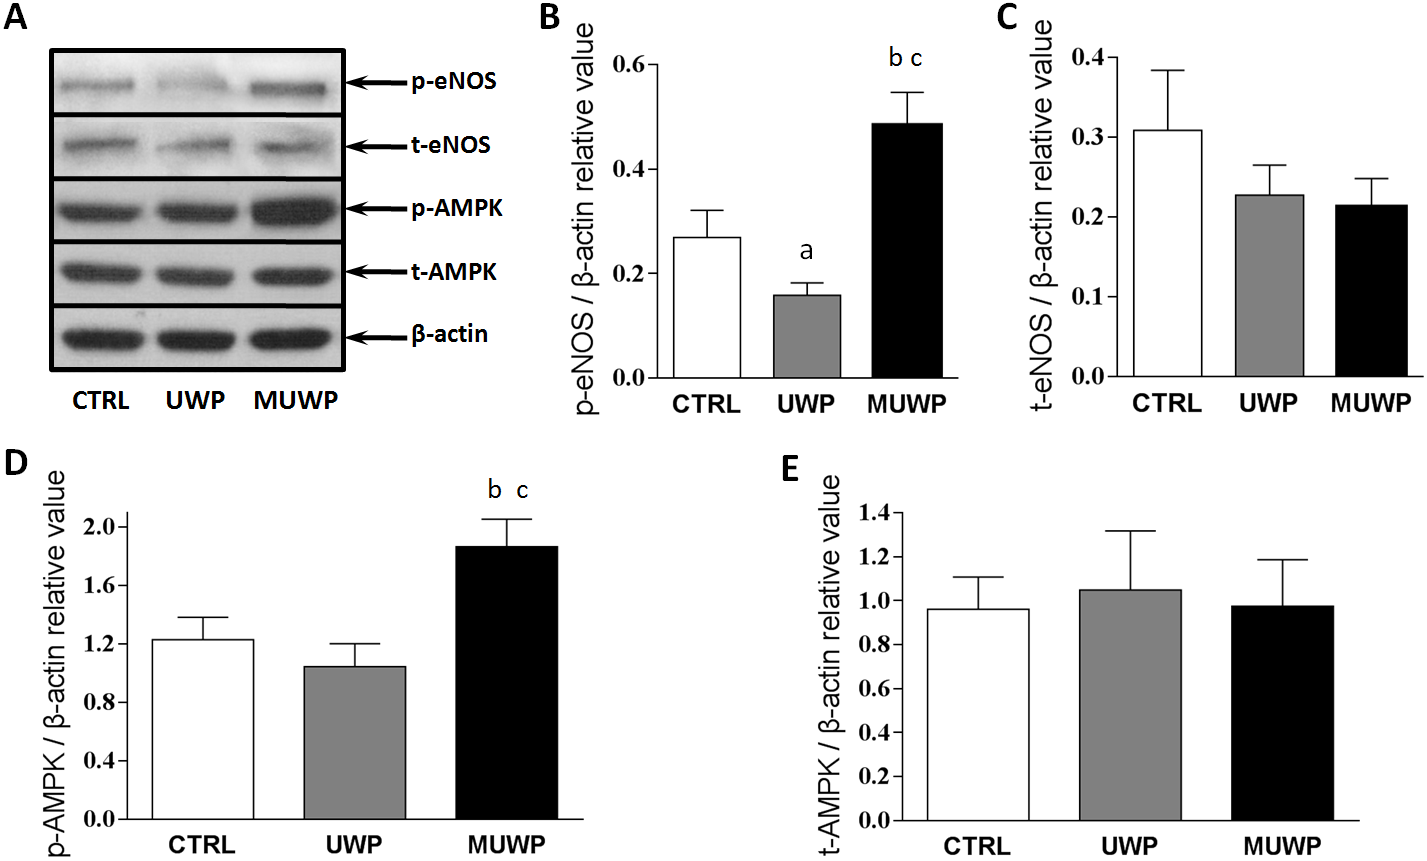 A
p-eNOS
t-eNOS
p-AMPK
t-AMPK
β-actin
CTRL UWP MUWP
B
p-eNOS / β-actin relative value
0.6
0.4
0.2
0.0
a
b c
CTRL UWP MUWP
C
t-eNOS / β-actin relative value
0.4
0.3
0.2
0.1
0.0
CTRL UWP MUWP
D
p-AMPK / β-actin relative value
2.0
1.6
1.2
0.8
0.4
0.0
b c
CTRL UWP MUWP
E
t-AMPK / β-actin relative value
1.4
1.2
1.0
0.8
0.6
0.4
0.2
0.0
CTRL UWP MUWP